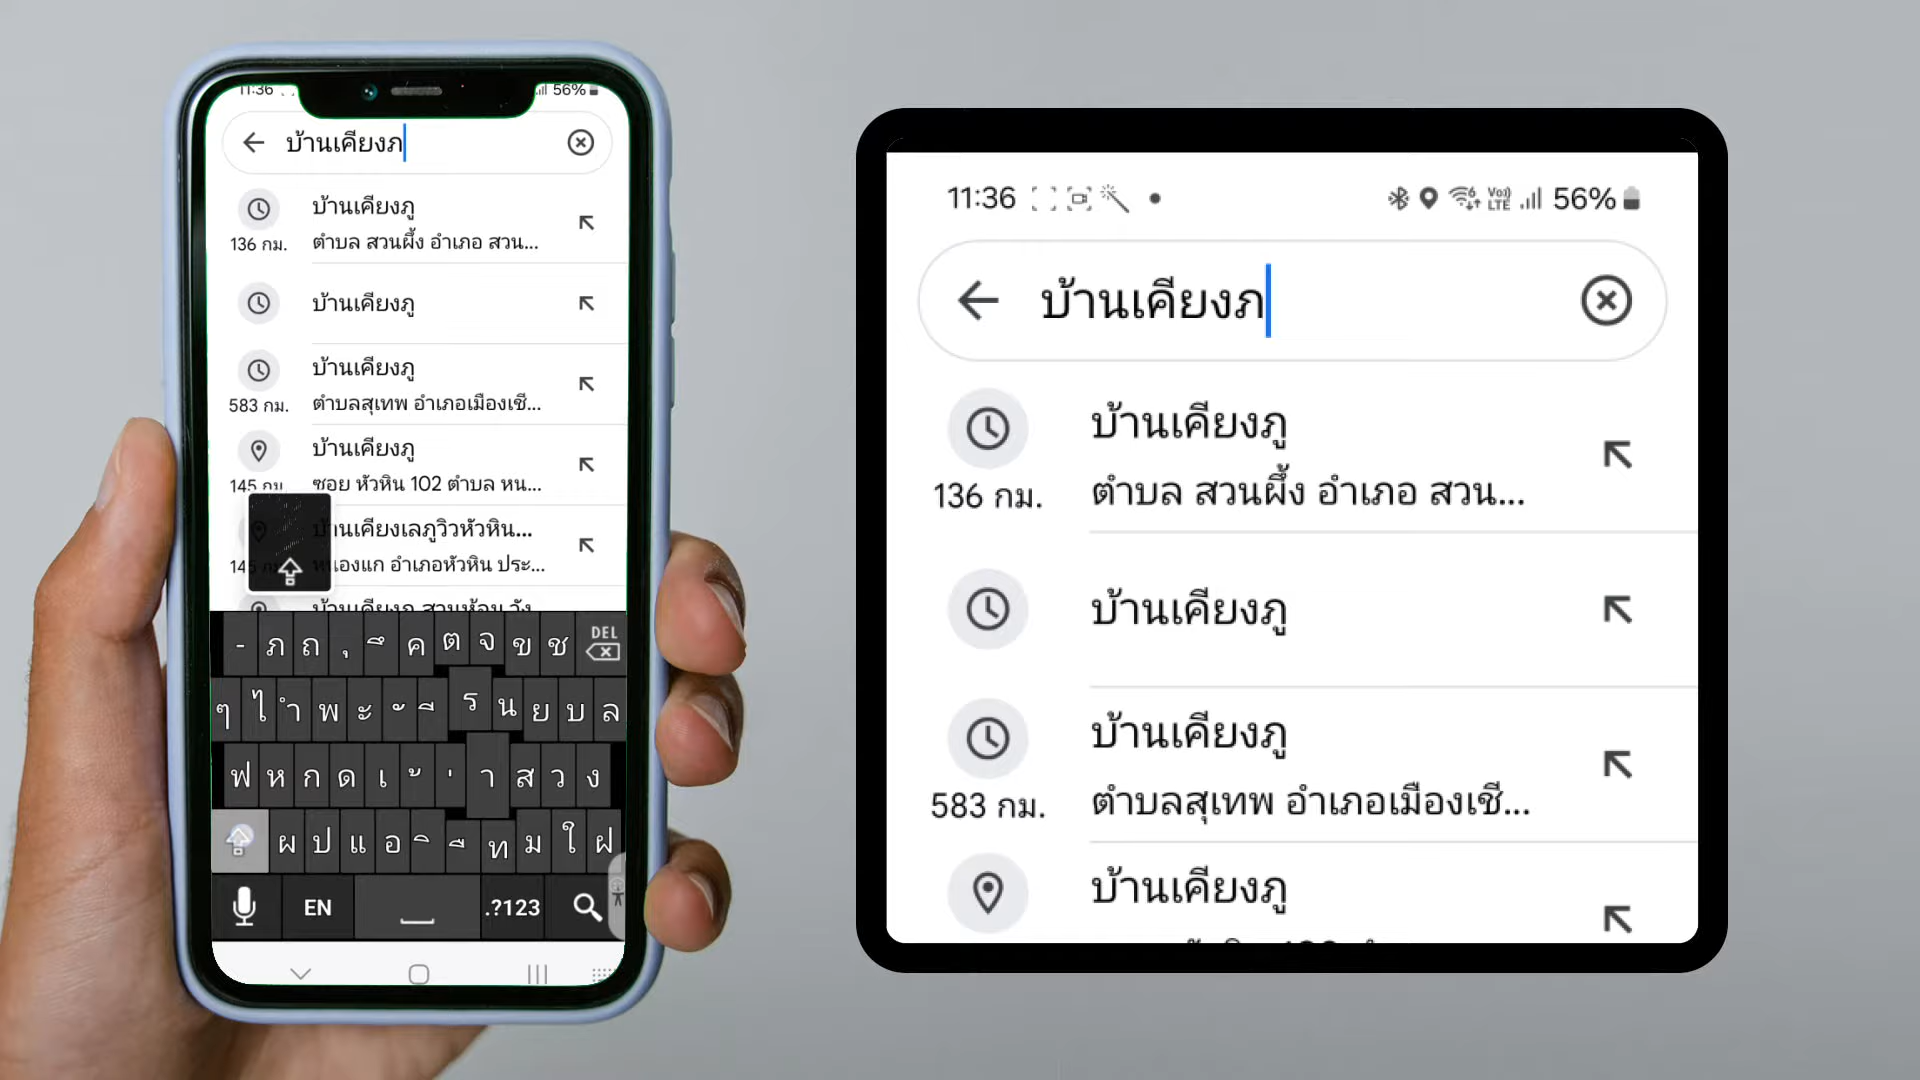 11:36
56%
บ้านเคียงภ
บ้านเคียงภู
136 กม.
ตำบล สวนผึ้ง อำเภอ สวน...
บ้านเคียงภู
บ้านเคียงภู
583 กม.
ตำบลสุเทพ อำเภอเมืองเชี...
บ้านเคียงภู
145 กม.
ซอย หัวหิน 102 ตำบล หน...
บ้านเคียงเลภูวิวหัวหิน...
หนองแก อำเภอหัวหิน ประ...
- ภ ถ ุ ึ ค ต จ ข ช DEL
ๆ ไ ำ พ ะ ั ี ร น ย บ ล
ฟ ห ก ด เ ้ ่ า ส ว ง
ผ ป แ อ ิ ื ท ม ใ ฝ
EN .?123
11:36
Vo)) LTE 56%
บ้านเคียงภ
บ้านเคียงภู
136 กม.
ตำบล สวนผึ้ง อำเภอ สวน...
บ้านเคียงภู
บ้านเคียงภู
583 กม.
ตำบลสุเทพ อำเภอเมืองเชี...
บ้านเคียงภู